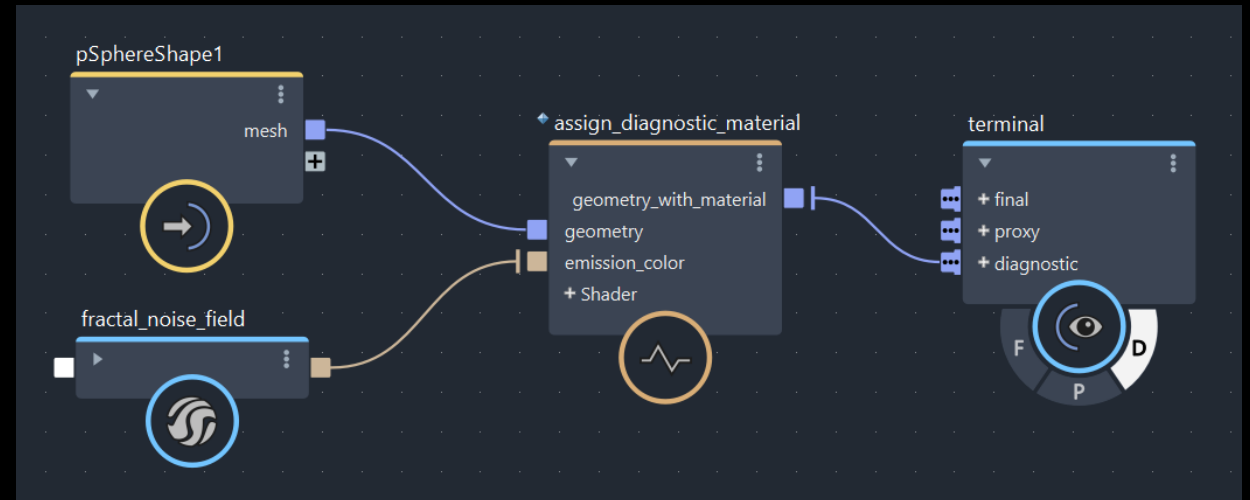 pSphereShape1
mesh
fractal_noise_field
assign_diagnostic_material
geometry_with_material
geometry
emission_color
+ Shader
terminal
+ final
+ proxy
+ diagnostic
F
P
D